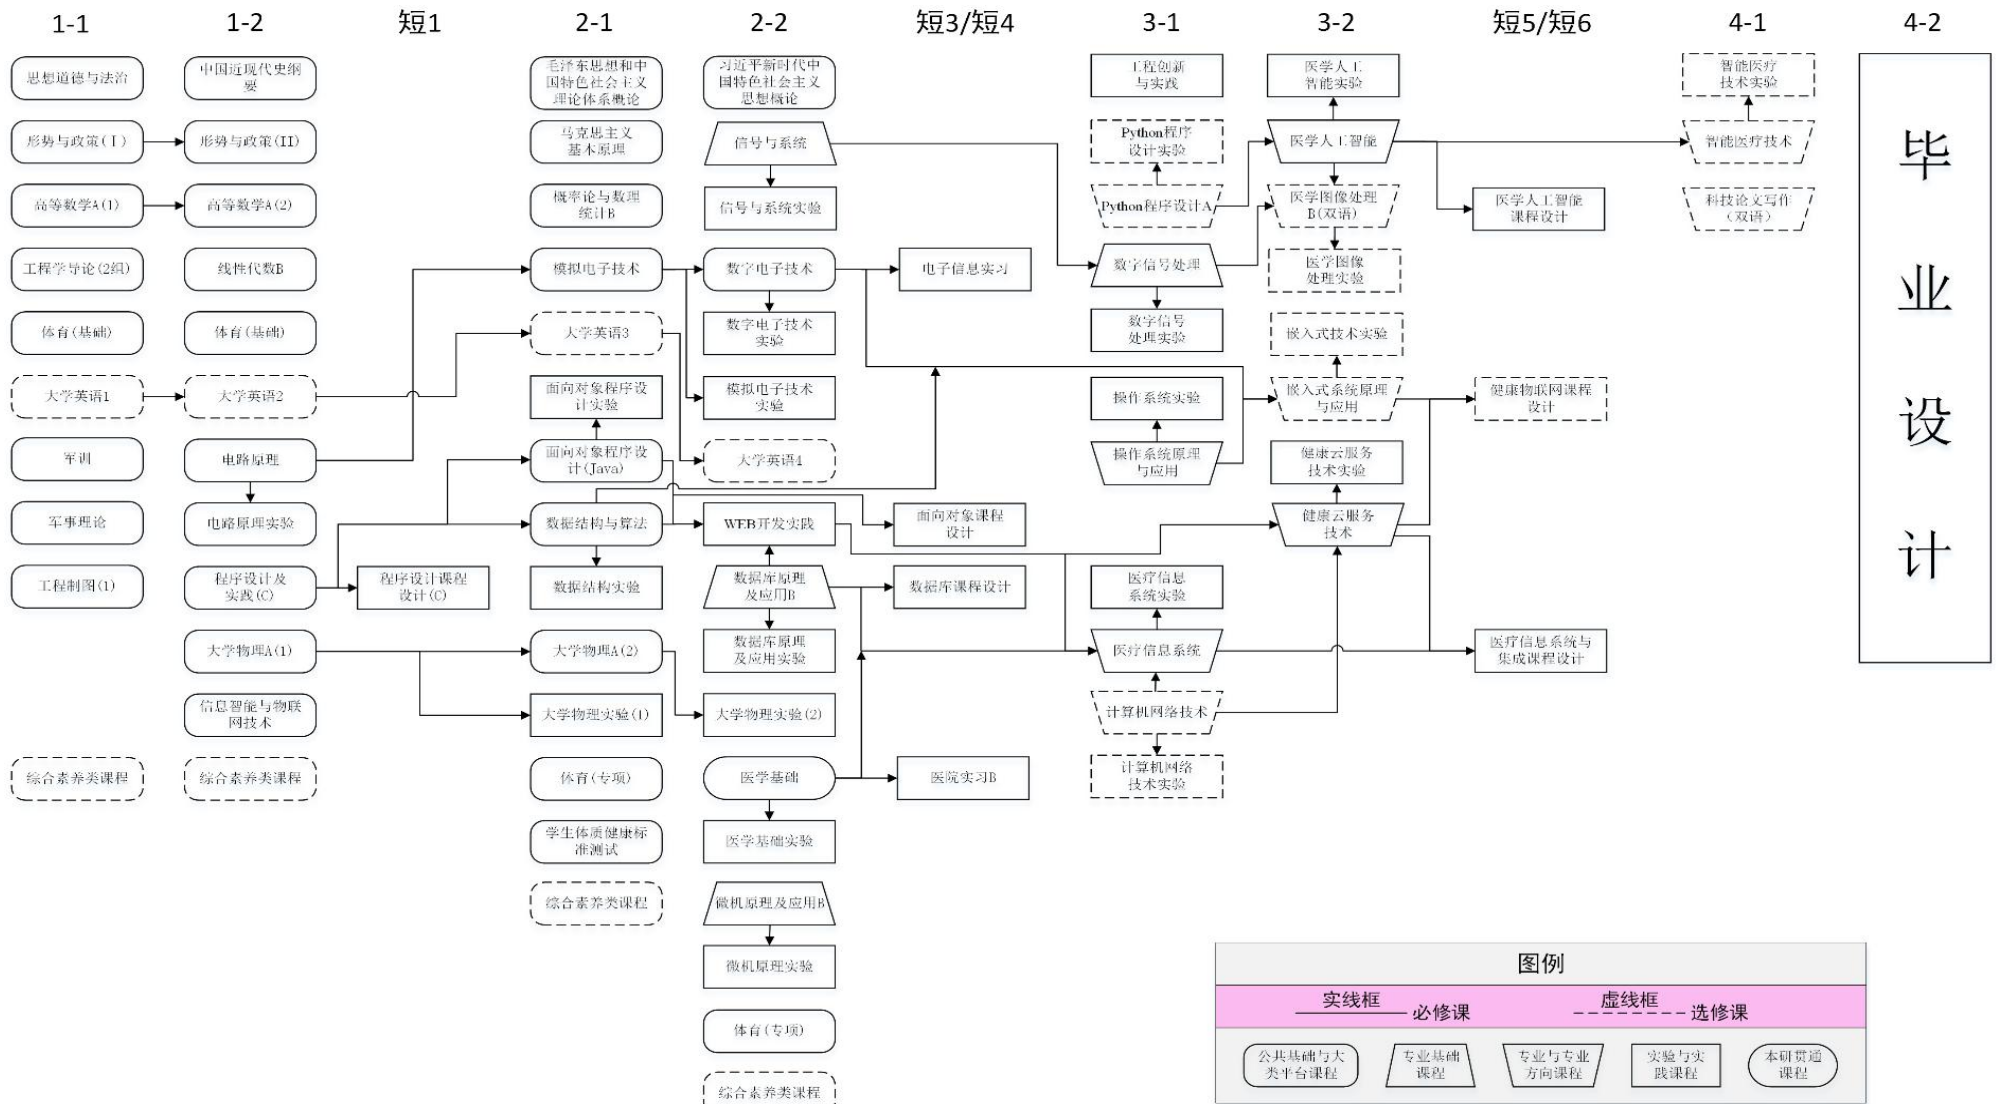 1-1
1-2
短1
2-1
2-2
短3/短4
3-1
3-2
短5/短6
4-1
4-2
思想道德与法治
形势与政策(Ⅰ)
高等数学A(1)
工程学导论(2组)
体育(基础)
大学英语1
军训
军事理论
工程制图(1)
综合素养类课程
中国近现代史纲
要
形势与政策(II)
高等数学A(2)
线性代数B
体育(基础)
大学英语2
电路原理
电路原理实验
程序设计及
实践(C)
大学物理A(1)
信息智能与物联
网技术
综合素养类课程
程序设计课程
设计(C)
毛泽东思想和中
国特色社会主义
理论体系概论
马克思主义
基本原理
概率论与数理
统计B
模拟电子技术
大学英语3
面向对象程序设
计实验
面向对象程序设
计(Java)
数据结构与算法
数据结构实验
大学物理A(2)
大学物理实验(1)
体育(专项)
学生体质健康标
准测试
综合素养类课程
习近平新时代中
国特色社会主义
思想概论
信号与系统
信号与系统实验
数字电子技术
数字电子技术
实验
模拟电子技术
实验
大学英语4
WEB开发实践
数据库原理
及应用B
数据库原理
及应用实验
大学物理实验(2)
医学基础
医学基础实验
微机原理及应用B
微机原理实验
体育(专项)
综合素养类课程
电子信息实习
面向对象课程
设计
数据库课程设计
医院实习B
工程创新
与实践
Python程序
设计实验
Python程序设计A
数字信号处理
数字信号
处理实验
操作系统实验
操作系统原理
与应用
医疗信息
系统实验
医疗信息系统
计算机网络技术
计算机网络
技术实验
医学人工
智能实验
医学人工智能
医学图像处理
B(双语)
医学图像
处理实验
嵌入式技术实验
嵌入式系统原理
与应用
健康云服务
技术实验
健康云服务
技术
医学人工智能
课程设计
健康物联网课程
设计
医疗信息系统与
集成课程设计
智能医疗
技术实验
智能医疗技术
科技论文写作
(双语)
毕
业
设
计
图例
实线框
必修课
虚线框
选修课
公共基础与大
类平台课程
专业基础
课程
专业与专业
方向课程
实验与实
践课程
本研贯通
课程